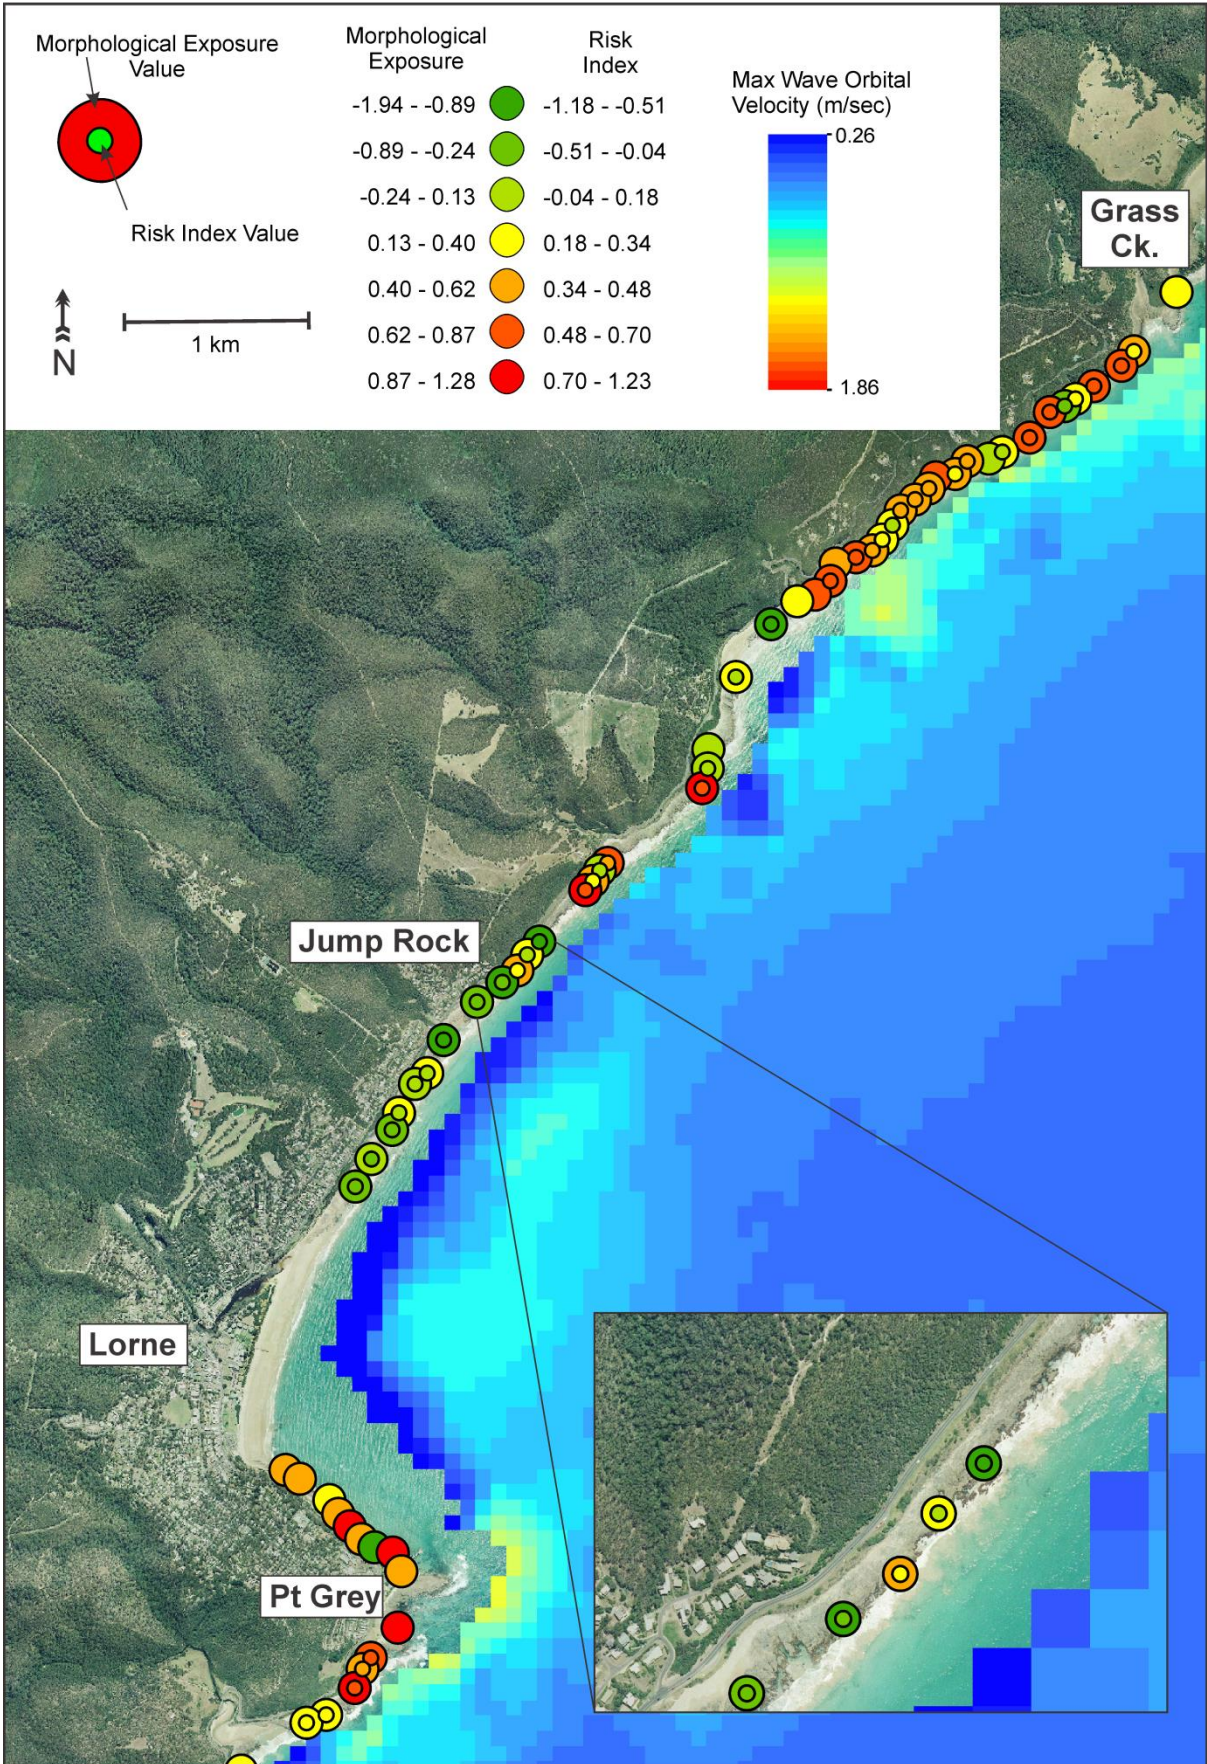 Morphological Exposure
Value
Risk Index Value
N
1 km
Morphological
Exposure
Risk
Index
-1.94 - -0.89
-1.18 - -0.51
-0.89 - -0.24
-0.51 - -0.04
-0.24 - 0.13
-0.04 - 0.18
0.13 - 0.40
0.18 - 0.34
0.40 - 0.62
0.34 - 0.48
0.62 - 0.87
0.48 - 0.70
0.87 - 1.28
0.70 - 1.23
Max Wave Orbital
Velocity (m/sec)
0.26
1.86
Grass
Ck.
Jump Rock
Lorne
Pt Grey